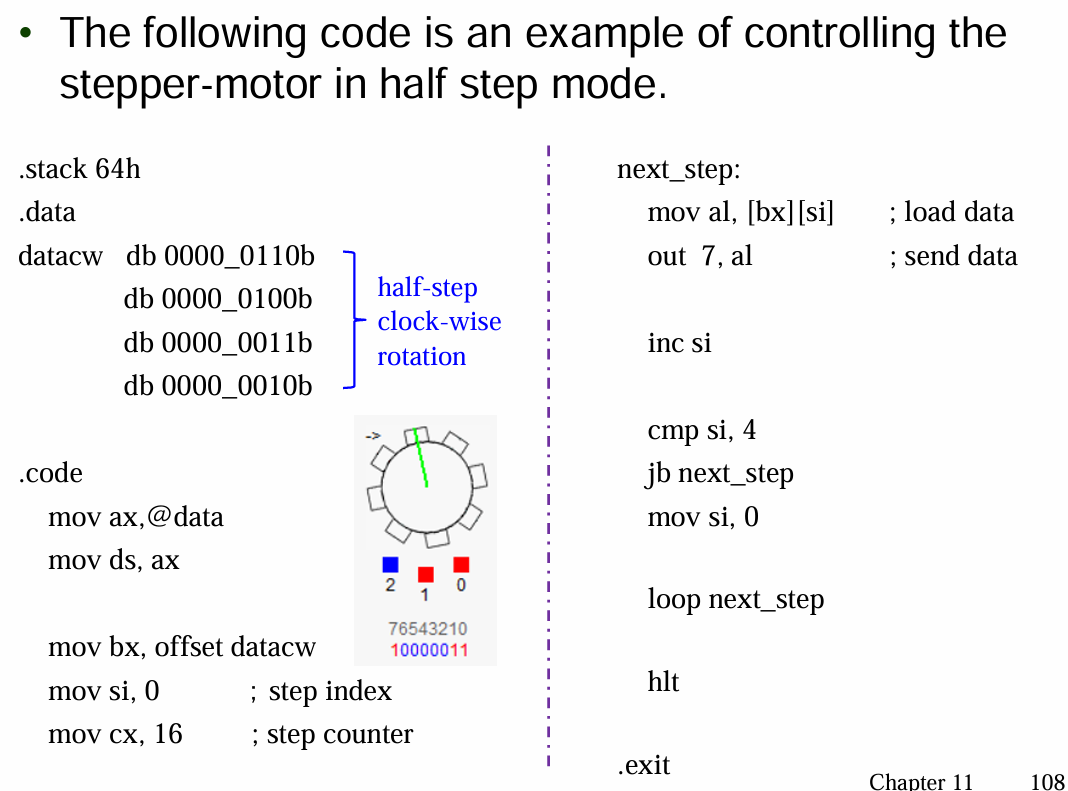 • The following code is an example of controlling the
stepper-motor in half step mode.
.stack 64h
.data
datacw db 0000_0110b
db 0000_0100b
db 0000_0011b
db 0000_0010b
half-step
clock-wise
rotation
.code
mov ax,@data
mov ds, ax
mov bx, offset datacw
mov si, 0 ; step index
mov cx, 16 ; step counter
->
2 1 0
76543210
10000011
next_step:
mov al, [bx][si] ; load data
out 7, al ; send data
inc si
cmp si, 4
jb next_step
mov si, 0
loop next_step
hlt
.exit
Chapter 11 108